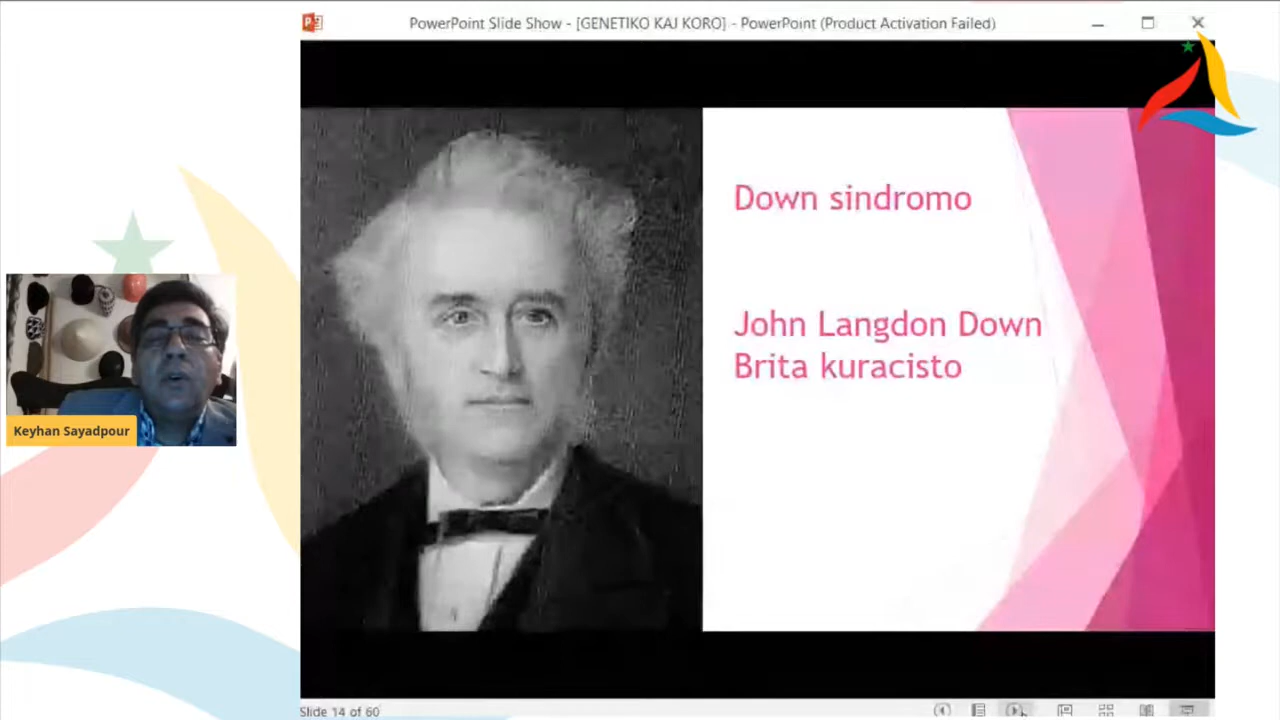 PowerPoint Slide Show - [GENETIKO KAJ KORO] - PowerPoint (Product Activation Failed)
Down sindromo
John Langdon Down
Brita kuracisto
Keyhan Sayadpour
Slide 14 of 60